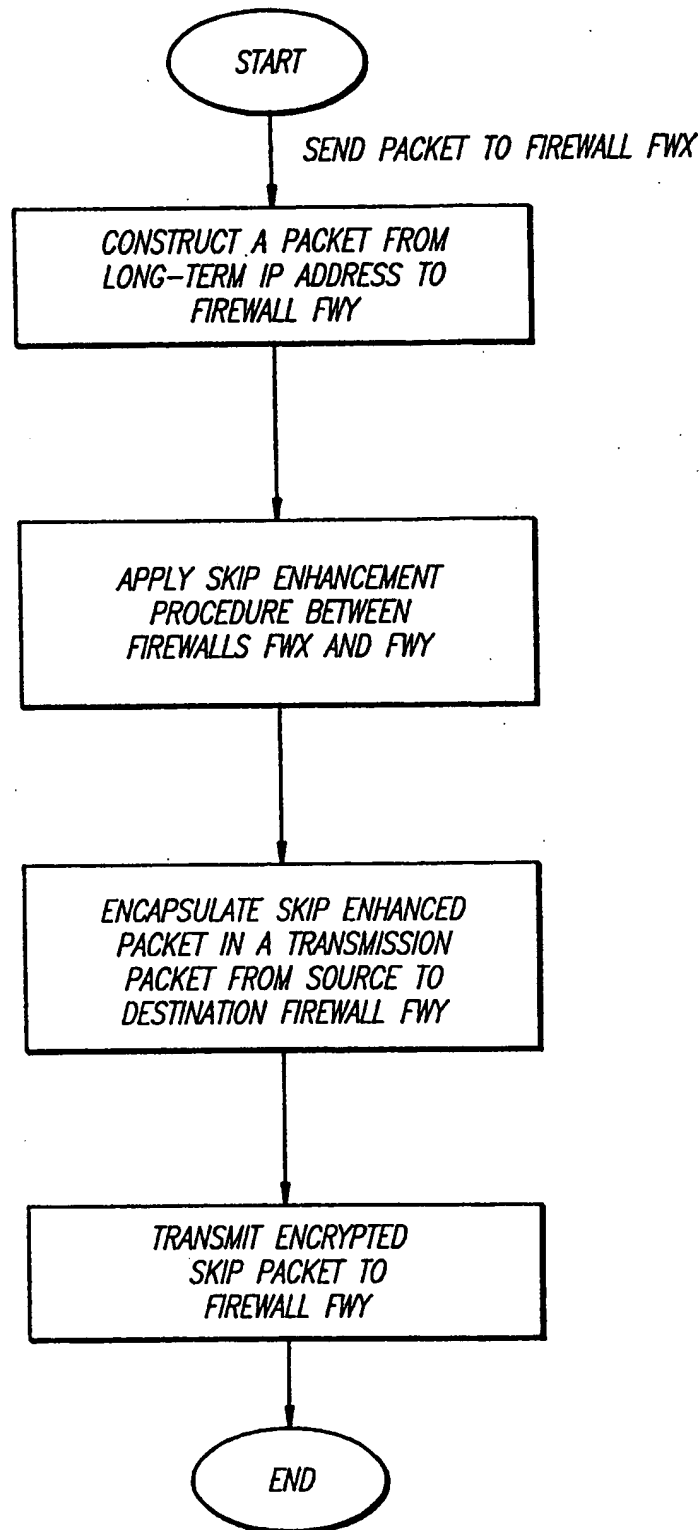 START
SEND PACKET TO FIREWALL FWX
CONSTRUCT A PACKET FROM
LONG-TERM IP ADDRESS TO
FIREWALL FWY
APPLY SKIP ENHANCEMENT
PROCEDURE BETWEEN
FIREWALLS FWX AND FWY
ENCAPSULATE SKIP ENHANCED
PACKET IN A TRANSMISSION
PACKET FROM SOURCE TO
DESTINATION FIREWALL FWY
TRANSMIT ENCRYPTED
SKIP PACKET TO
FIREWALL FWY
END